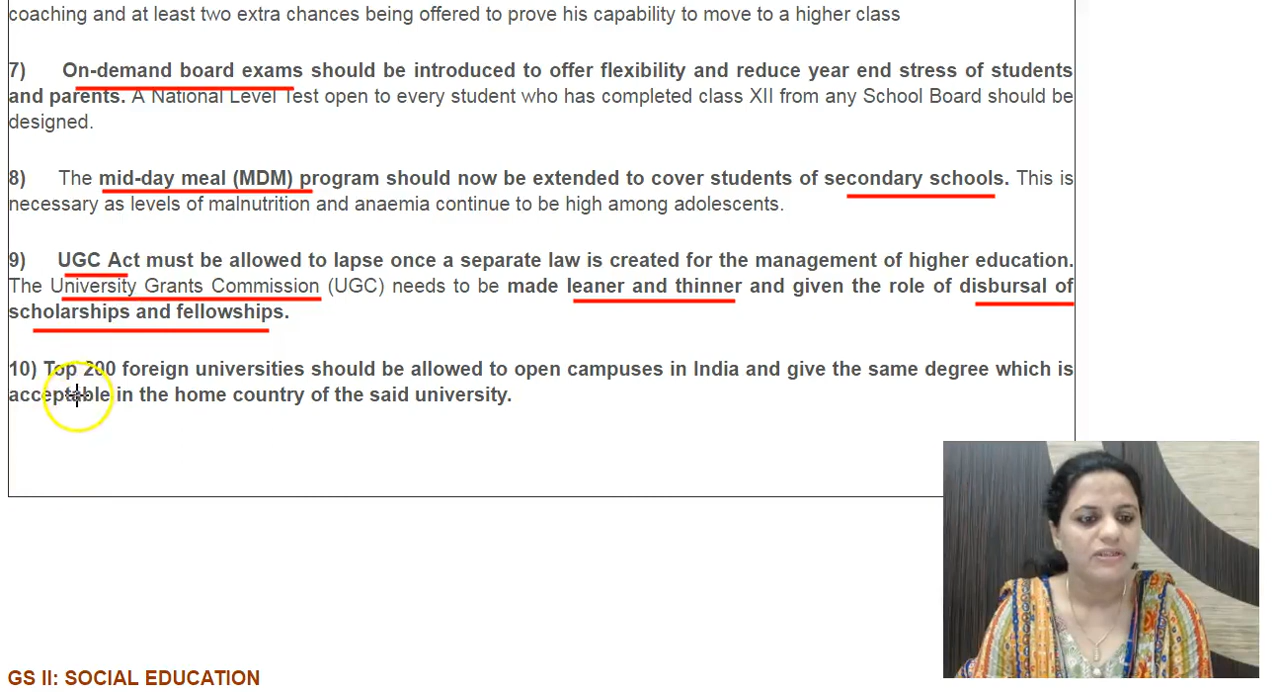 coaching and at least two extra chances being offered to prove his capability to move to a higher class
7) On-demand board exams should be introduced to offer flexibility and reduce year end stress of students
and parents. A National Level Test open to every student who has completed class XII from any School Board should be
designed.
8) The mid-day meal (MDM) program should now be extended to cover students of secondary schools. This is
necessary as levels of malnutrition and anaemia continue to be high among adolescents.
9) UGC Act must be allowed to lapse once a separate law is created for the management of higher education.
The University Grants Commission (UGC) needs to be made leaner and thinner and given the role of disbursal of
scholarships and fellowships.
10) Top 200 foreign universities should be allowed to open campuses in India and give the same degree which is
acceptable in the home country of the said university.
GS II: SOCIAL EDUCATION